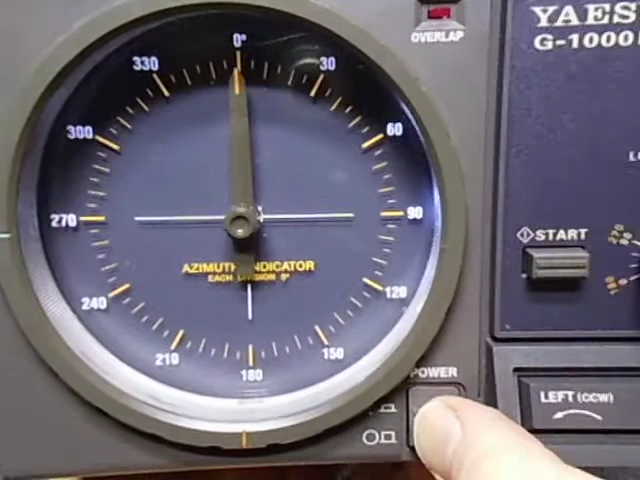 0°
330
30
300
60
270
90
240
120
210
150
180
AZIMUTH INDICATOR
EACH DIVISION 5°
OVERLAP
POWER
YAES
G-1000
START
LEFT (CCW)